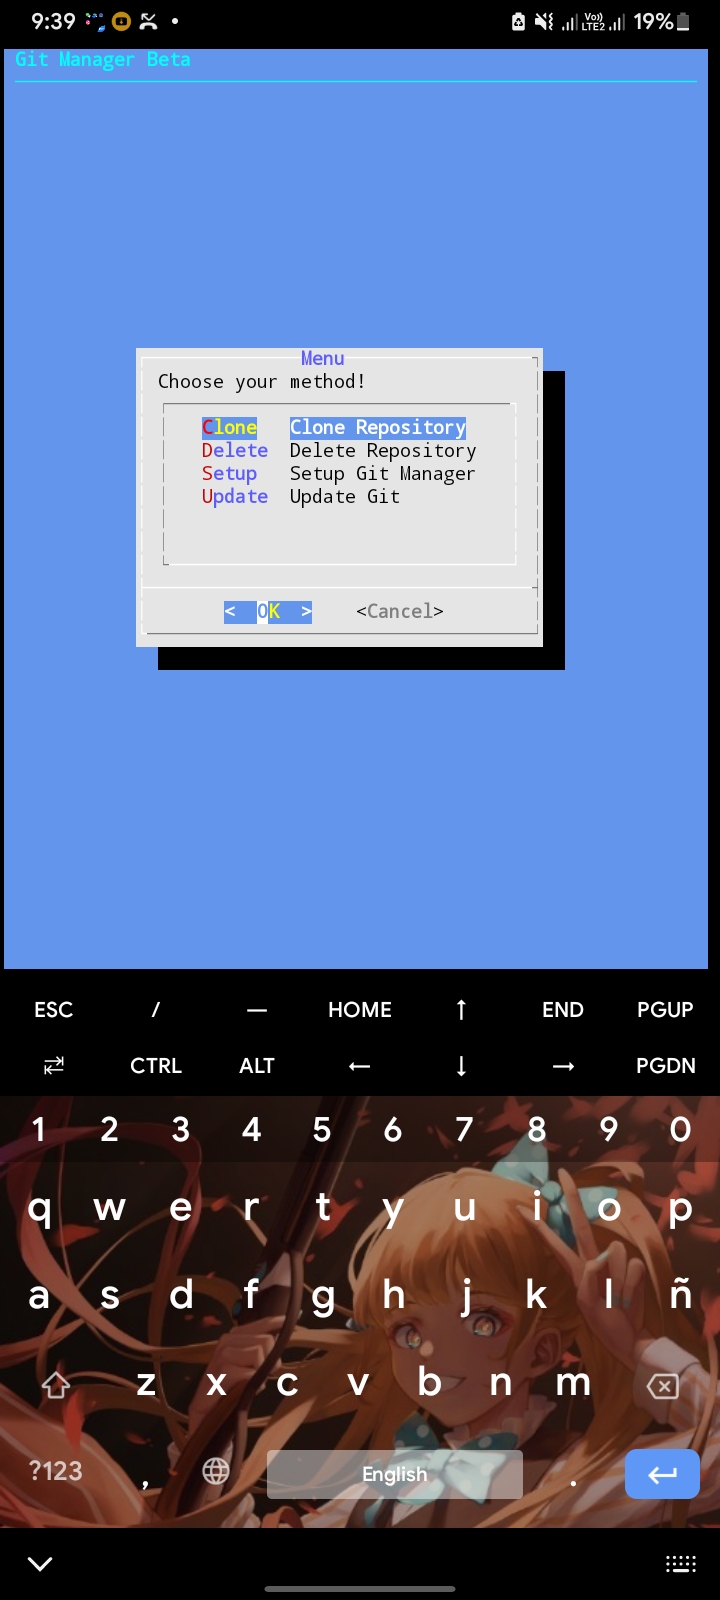 9:39 Vo)) LTE2 19%
Git Manager Beta
Menu
Choose your method!
Clone Clone Repository
Delete Delete Repository
Setup Setup Git Manager
Update Update Git
< OK > <Cancel>
ESC / — HOME ↑ END PGUP
⇄ CTRL ALT ← ↓ → PGDN
1 2 3 4 5 6 7 8 9 0
q w e r t y u i o p
a s d f g h j k l ñ
z x c v b n m
?123 , English .